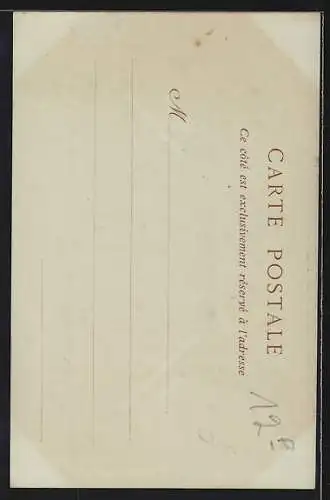 CARTE POSTALE
Ce côté est exclusivement réservé à l'adresse
M